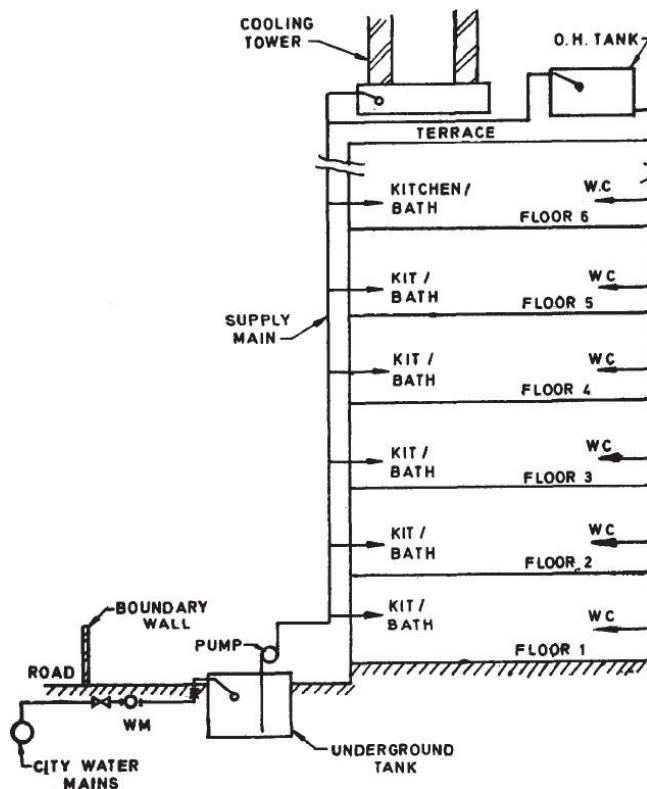 COOLING
TOWER
O.H. TANK
TERRACE
KITCHEN/
BATH
W.C
FLOOR 6
KIT/
BATH
WC
FLOOR 5
SUPPLY
MAIN
KIT/
BATH
WC
FLOOR 4
KIT/
BATH
WC
FLOOR 3
KIT/
BATH
WC
FLOOR 2
BOUNDARY
WALL
KIT/
BATH
WC
PUMP
FLOOR 1
ROAD
WM
UNDERGROUND
TANK
CITY WATER
MAINS